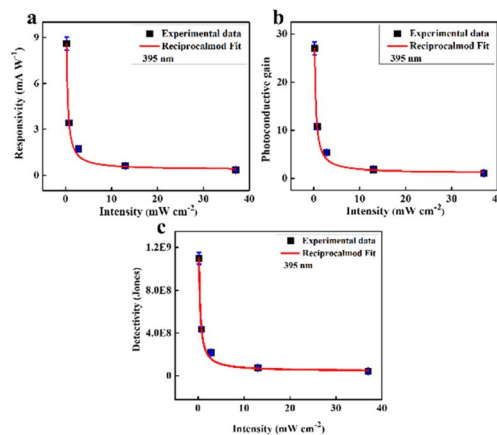 a
Experimental data
Reciprocalmod Fit
395 nm
Responsivity (mA W⁻¹)
9
6
3
0
0 10 20 30 40
Intensity (mW cm⁻²)
b
Experimental data
Reciprocalmod Fit
395 nm
Photoconductive gain
30
20
10
0
0 10 20 30 40
Intensity (mW cm⁻²)
c
Experimental data
Reciprocalmod Fit
395 nm
Detectivity (Jones)
1.2E9
8.0E8
4.0E8
0
0 10 20 30 40
Intensity (mW cm⁻²)